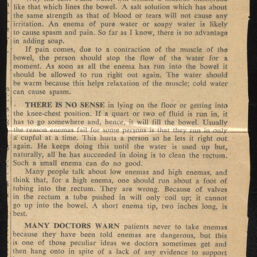 like that which lines the bowel. A salt solution which has about
the same strength as that of blood or tears will not cause any
irritation. An enema of pure water or soapy water is likely
to cause spasm and pain. So far as I know, there is no advantage
in adding soap.
If pain comes, due to a contraction of the muscle of the
bowel, the person should stop the flow of the water for a
moment. As soon as all the enema has run into the bowel it
should be allowed to run right out again. The water should
be warm because this helps relaxation of the muscle; cold water
can cause spasm.
THERE IS NO SENSE in lying on the floor or getting into
the knee-chest position. If a quart or two of fluid is run in, it
has to go somewhere and, hence, it will fill the bowel. Usually
the reason enemas fail for some persons is that they run in only
a cupful at a time. This hurts a person so he lets it right out
again. He keeps doing this until the water is used up but,
naturally, all he has succeeded in doing is to clean the rectum.
Such a small enema can do no good.
Many people talk about low enemas and high enemas, and
think that, for a high enema, one should run about a foot of
tubing into the rectum. They are wrong. Because of valves
in the rectum a tube pushed in will only coil up; it cannot
go up into the bowel. A short enema tip, two inches long, is
best.
MANY DOCTORS WARN patients never to take enemas
because they have been told enemas are dangerous, but this
is one of those peculiar ideas we doctors sometimes get and
then hang onto in spite of a lack of any evidence to support